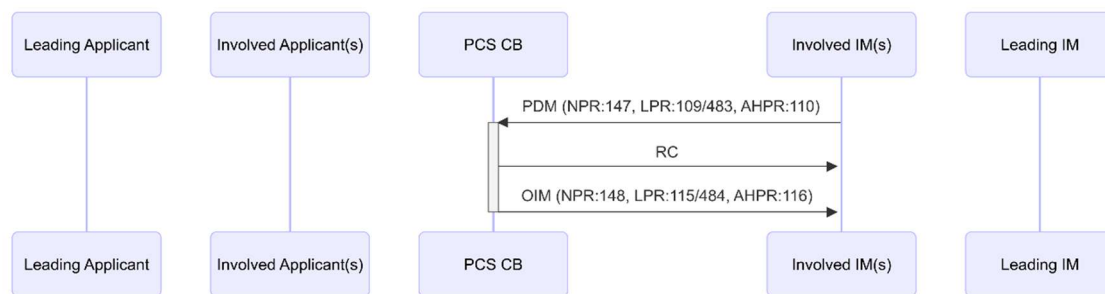 Leading Applicant
Involved Applicant(s)
PCS CB
Involved IM(s)
Leading IM
PDM (NPR:147, LPR:109/483, AHPR:110)
RC
OIM (NPR:148, LPR:115/484, AHPR:116)
Leading Applicant
Involved Applicant(s)
PCS CB
Involved IM(s)
Leading IM